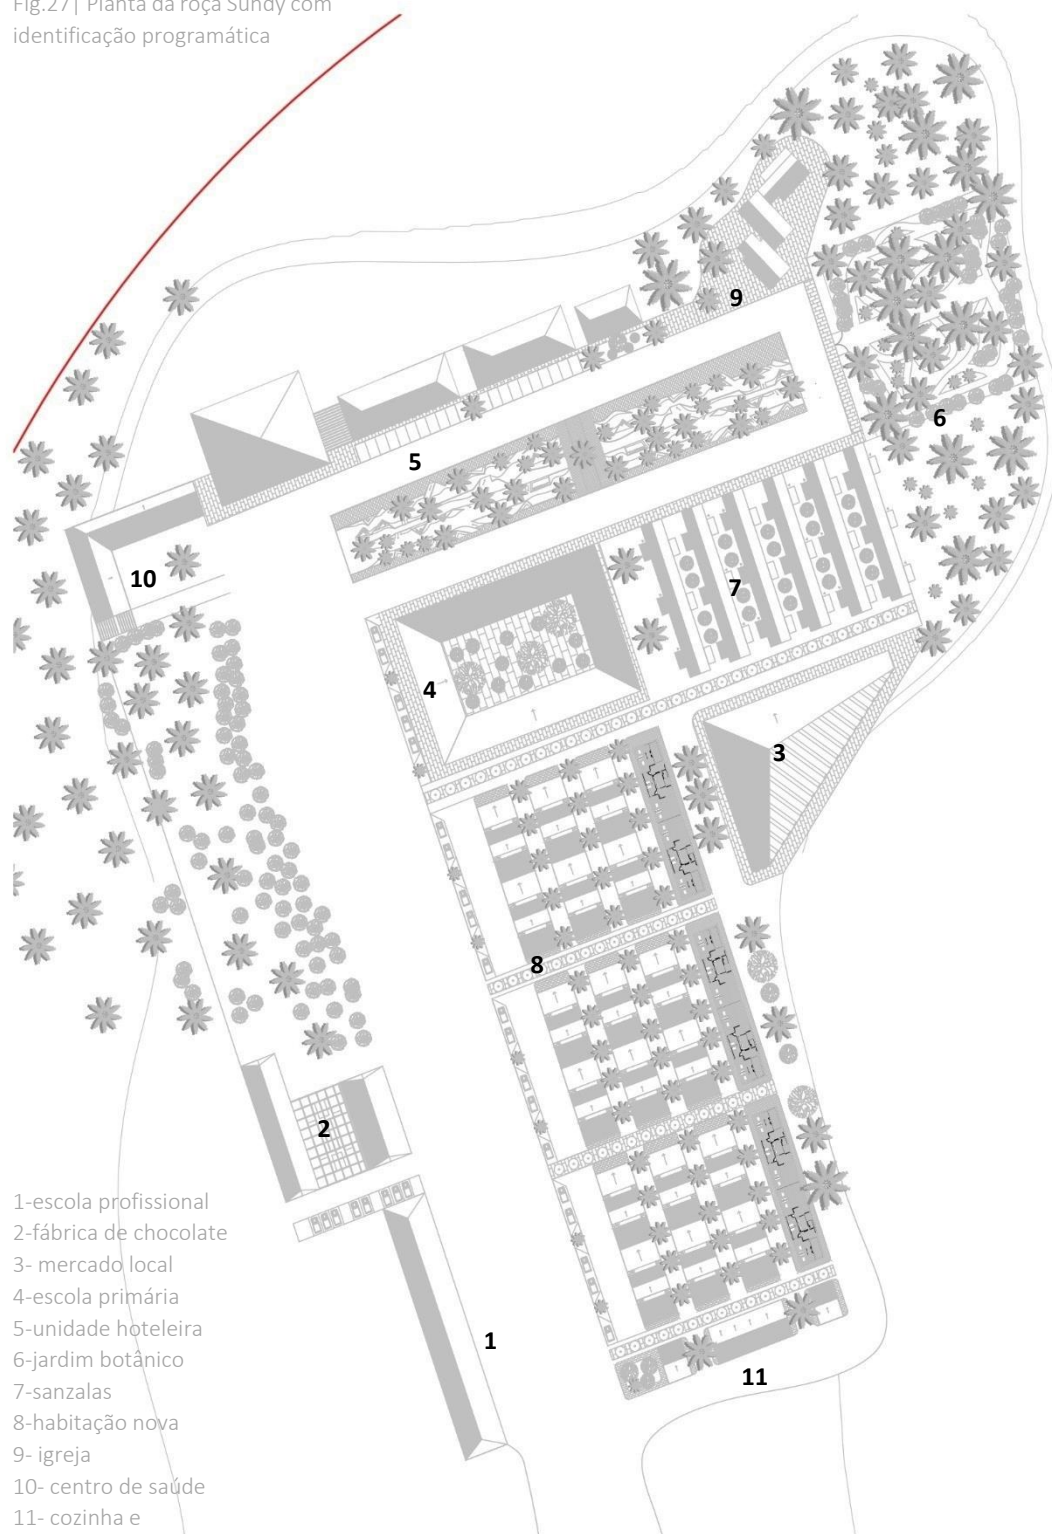 Fig.27| Planta da roça Sundy com
identificação programática
9
6
5
10
7
4
3
8
2
1
11
1-escola profissional
2-fábrica de chocolate
3- mercado local
4-escola primária
5-unidade hoteleira
6-jardim botânico
7-sanzalas
8-habitação nova
9- igreja
10- centro de saúde
11- cozinha e